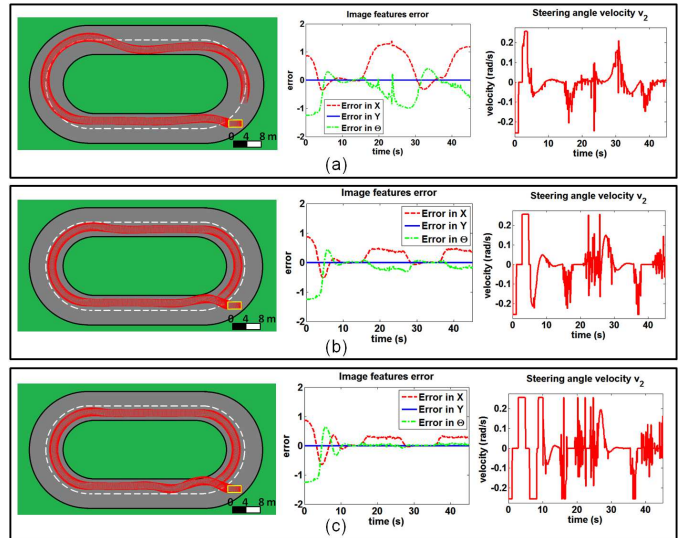 Image features error
Steering angle velocity v2
2
1
0
-1
-2
0 10 20 30 40
error
time (s)
Error in X
Error in Y
Error in Θ
velocity (rad/s)
0.2
0.1
0
-0.1
-0.2
0 10 20 30 40
time (s)
0 4 8 m
(a)
Image features error
Steering angle velocity v2
2
1
0
-1
-2
0 10 20 30 40
error
time (s)
Error in X
Error in Y
Error in Θ
velocity (rad/s)
0.2
0.1
0
-0.1
-0.2
0 10 20 30 40
time (s)
0 4 8 m
(b)
Image features error
Steering angle velocity v2
2
1
0
-1
-2
0 10 20 30 40
error
time (s)
Error in X
Error in Y
Error in Θ
velocity (rad/s)
0.2
0.1
0
-0.1
-0.2
0 10 20 30 40
time (s)
0 4 8 m
(c)